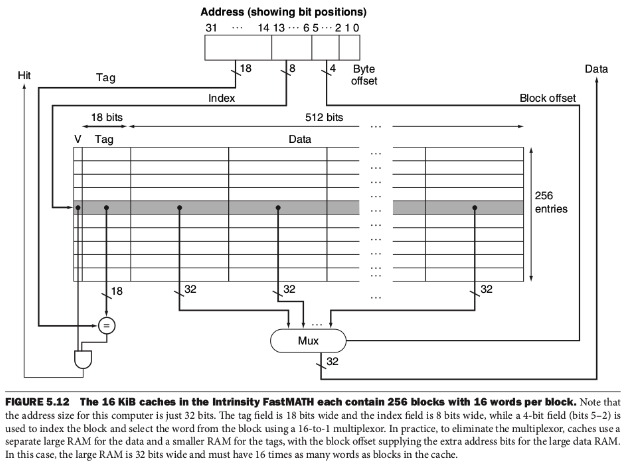 Address (showing bit positions)
31 ··· 14 13 ··· 6 5 ··· 2 1 0
Hit
Tag
18
8
4
Byte
offset
Data
Index
Block offset
18 bits
512 bits
V
Tag
Data
···
···
···
···
···
···
···
···
···
···
256
entries
18
32
32
···
32
=
···
Mux
32
FIGURE 5.12 The 16 KiB caches in the Intrinsity FastMATH each contain 256 blocks with 16 words per block. Note that
the address size for this computer is just 32 bits. The tag field is 18 bits wide and the index field is 8 bits wide, while a 4-bit field (bits 5–2) is
used to index the block and select the word from the block using a 16-to-1 multiplexor. In practice, to eliminate the multiplexor, caches use a
separate large RAM for the data and a smaller RAM for the tags, with the block offset supplying the extra address bits for the large data RAM.
In this case, the large RAM is 32 bits wide and must have 16 times as many words as blocks in the cache.